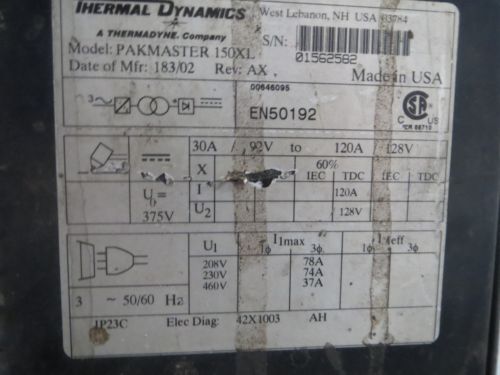 THERMAL DYNAMICS
West Lebanon, NH USA 03784
A THERMADYNE. Company
S/N:
Model: PAKMASTER 150XL
01562582
Date of Mfr: 183/02 Rev: AX
Made in USA
00646095
3~
EN50192
C US
30A / 92V to 120A / 128V
X 60%
IEC TDC IEC TDC
U0= I 120A
375V U2 128V
U1 I1max I1eff
1ϕ 3ϕ 1ϕ 3ϕ
208V 78A
230V 74A
460V 37A
3 ~ 50/60 Hz
IP23C Elec Diag: 42X1003 AH